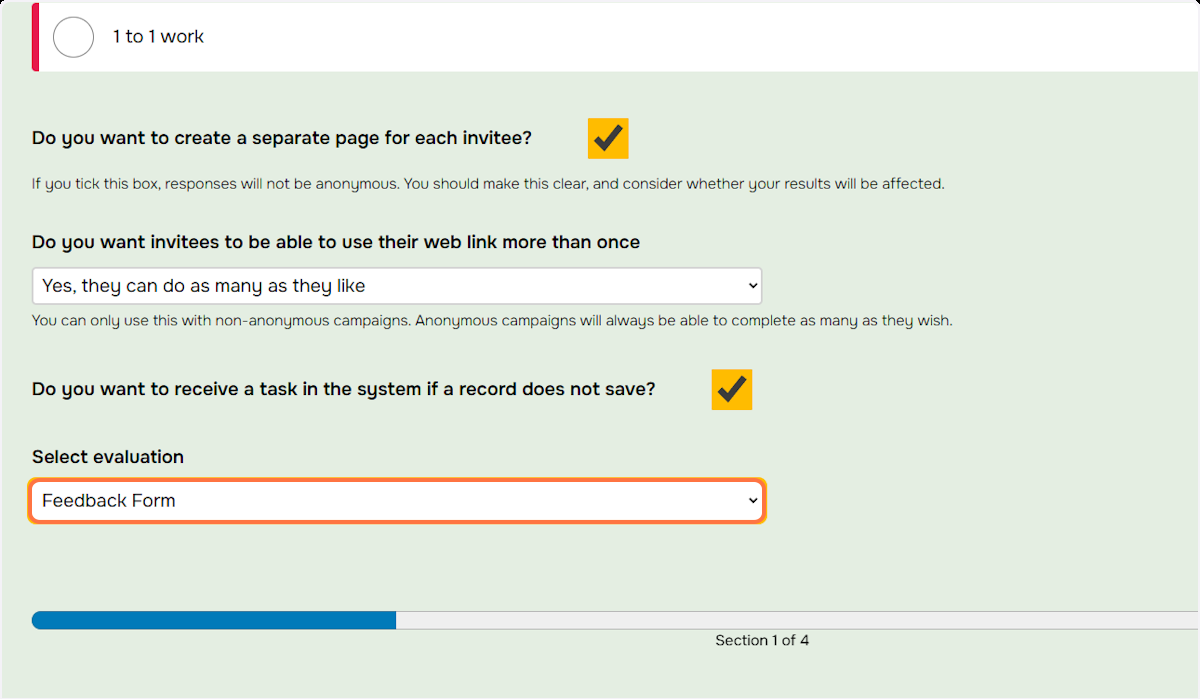 1 to 1 work
Do you want to create a separate page for each invitee?
If you tick this box, responses will not be anonymous. You should make this clear, and consider whether your results will be affected.
Do you want invitees to be able to use their web link more than once
Yes, they can do as many as they like
You can only use this with non-anonymous campaigns. Anonymous campaigns will always be able to complete as many as they wish.
Do you want to receive a task in the system if a record does not save?
Select evaluation
Feedback Form
Section 1 of 4